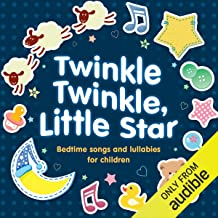 Twinkle
Twinkle,
Little Star
Bedtime songs and lullabies
for children
ONLY FROM
audible